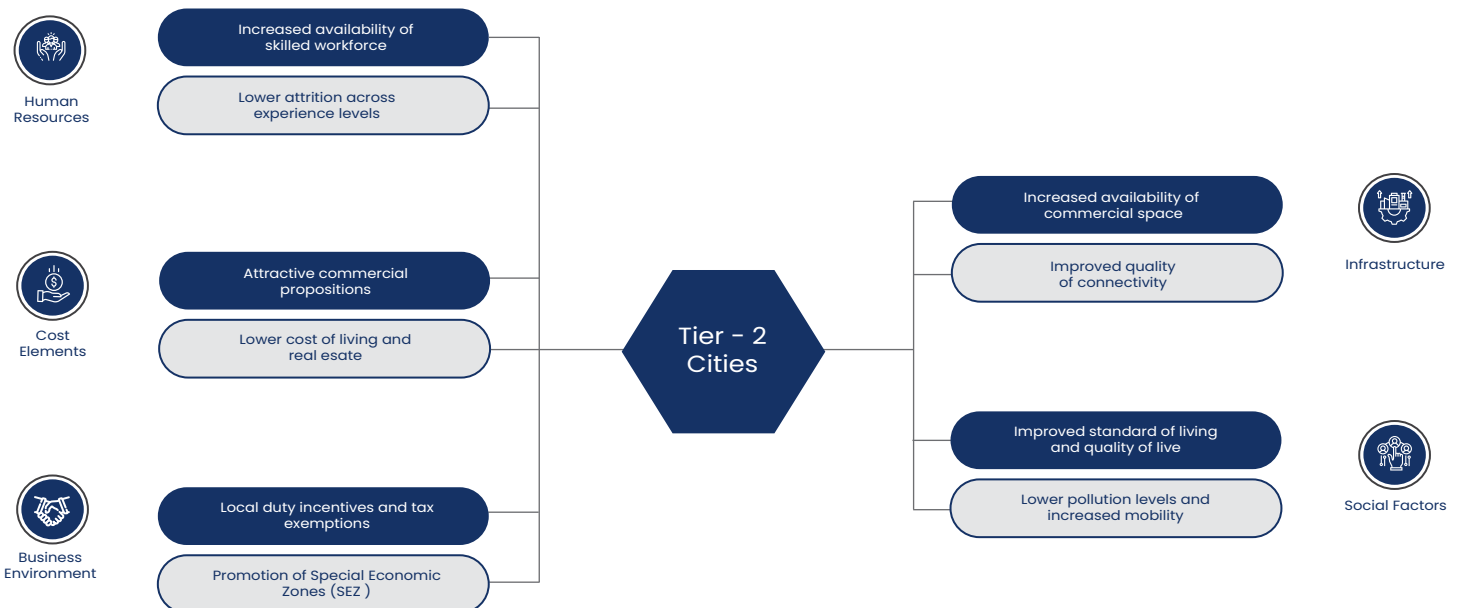 Human
Resources
Increased availability of
skilled workforce
Lower attrition across
experience levels
Cost
Elements
Attractive commercial
propositions
Lower cost of living and
real esate
Business
Environment
Local duty incentives and tax
exemptions
Promotion of Special Economic
Zones (SEZ )
Tier - 2
Cities
Increased availability of
commercial space
Improved quality
of connectivity
Infrastructure
Improved standard of living
and quality of live
Lower pollution levels and
increased mobility
Social Factors